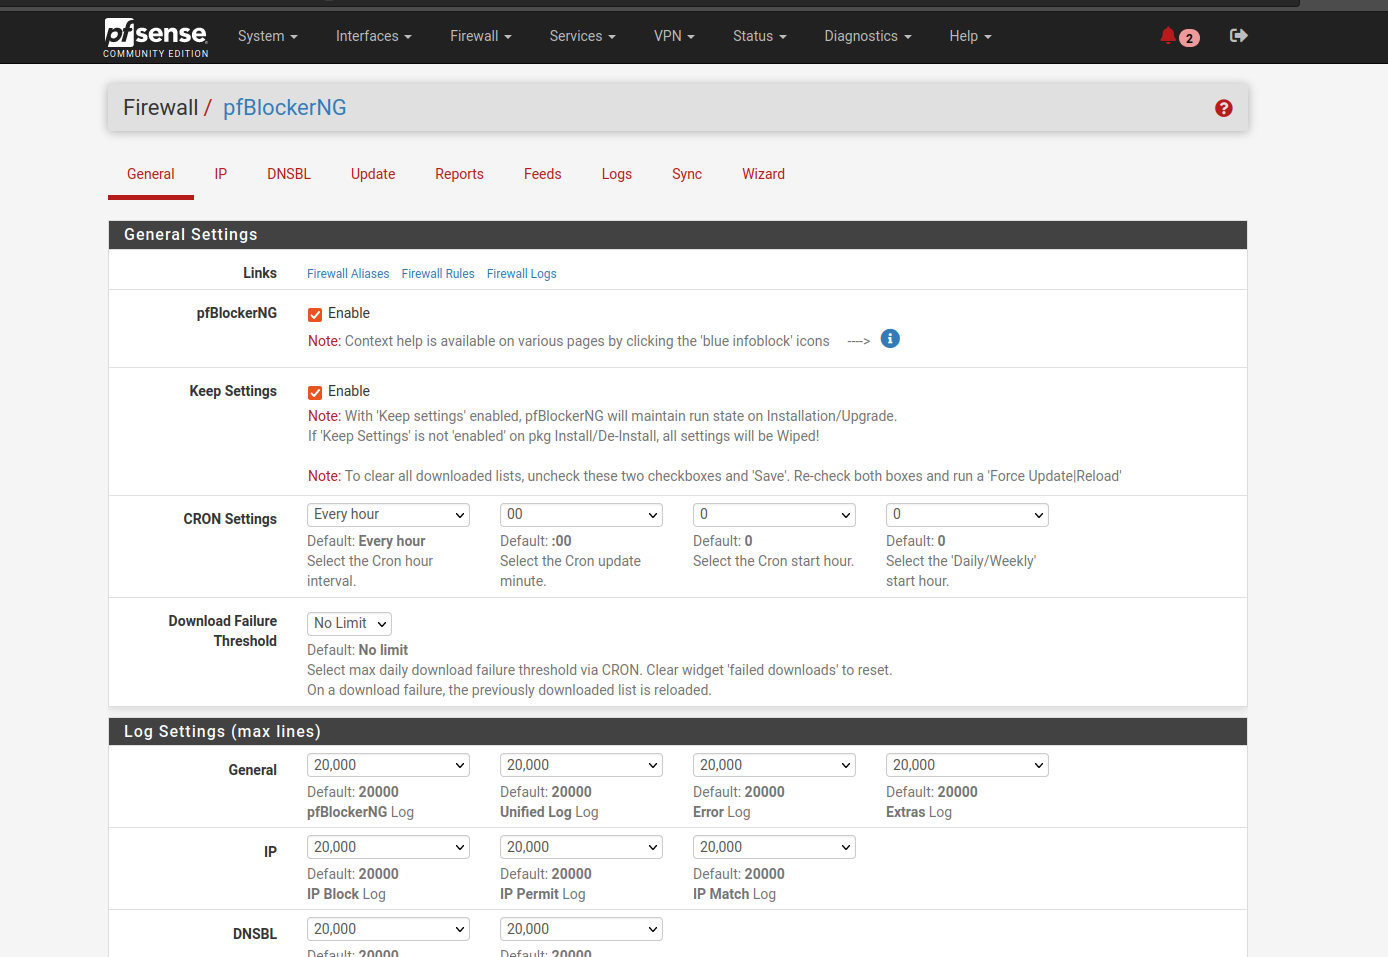 pfsense
COMMUNITY EDITION
System Interfaces Firewall Services VPN Status Diagnostics Help 2
Firewall / pfBlockerNG
General IP DNSBL Update Reports Feeds Logs Sync Wizard
General Settings
Links Firewall Aliases Firewall Rules Firewall Logs
pfBlockerNG Enable
Note: Context help is available on various pages by clicking the 'blue infoblock' icons ----> 
Keep Settings Enable
Note: With 'Keep settings' enabled, pfBlockerNG will maintain run state on Installation/Upgrade.
If 'Keep Settings' is not 'enabled' on pkg Install/De-Install, all settings will be Wiped!
Note: To clear all downloaded lists, uncheck these two checkboxes and 'Save'. Re-check both boxes and run a 'Force Update|Reload'
CRON Settings Every hour 00 0 0
Default: Every hour Default: :00 Default: 0 Default: 0
Select the Cron hour Select the Cron update Select the Cron start hour. Select the 'Daily/Weekly'
interval. minute. start hour.
Download Failure No Limit
Threshold
Default: No limit
Select max daily download failure threshold via CRON. Clear widget 'failed downloads' to reset.
On a download failure, the previously downloaded list is reloaded.
Log Settings (max lines)
General 20,000 20,000 20,000 20,000
Default: 20000 Default: 20000 Default: 20000 Default: 20000
pfBlockerNG Log Unified Log Log Error Log Extras Log
IP 20,000 20,000 20,000
Default: 20000 Default: 20000 Default: 20000
IP Block Log IP Permit Log IP Match Log
DNSBL 20,000 20,000
Default: 20000 Default: 20000